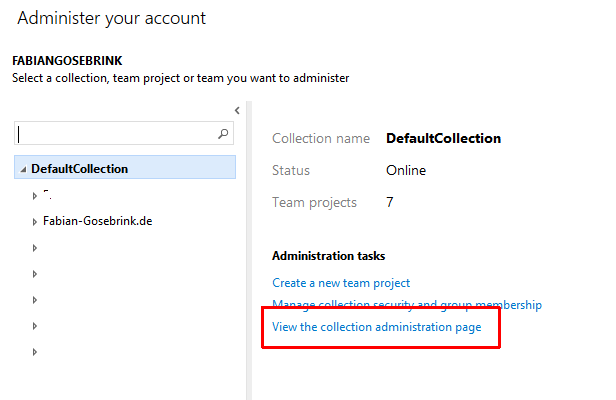 Administer your account
FABIANGOSEBRINK
Select a collection, team project or team you want to administer
DefaultCollection
Fabian-Gosebrink.de
Collection name DefaultCollection
Status Online
Team projects 7
Administration tasks
Create a new team project
Manage collection security and group membership
View the collection administration page